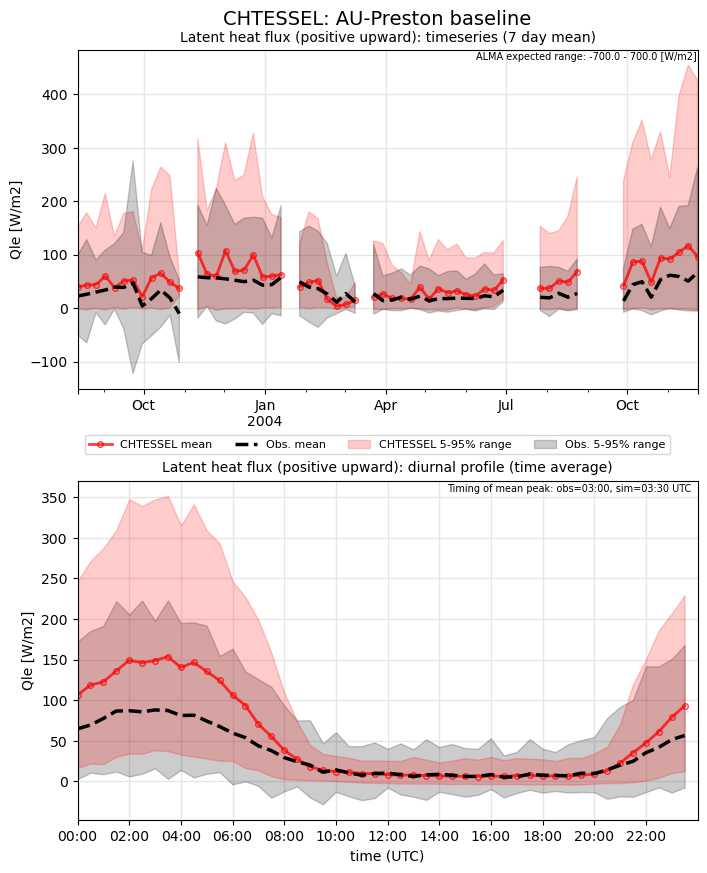 CHTESSEL: AU-Preston baseline
Latent heat flux (positive upward): timeseries (7 day mean)
ALMA expected range: -700.0 - 700.0 [W/m2]
400
300
200
100
0
−100
Qle [W/m2]
Oct
Jan
2004
Apr
Jul
Oct
CHTESSEL mean
Obs. mean
CHTESSEL 5-95% range
Obs. 5-95% range
Latent heat flux (positive upward): diurnal profile (time average)
Timing of mean peak: obs=03:00, sim=03:30 UTC
350
300
250
200
150
100
50
0
Qle [W/m2]
00:00 02:00 04:00 06:00 08:00 10:00 12:00 14:00 16:00 18:00 20:00 22:00
time (UTC)